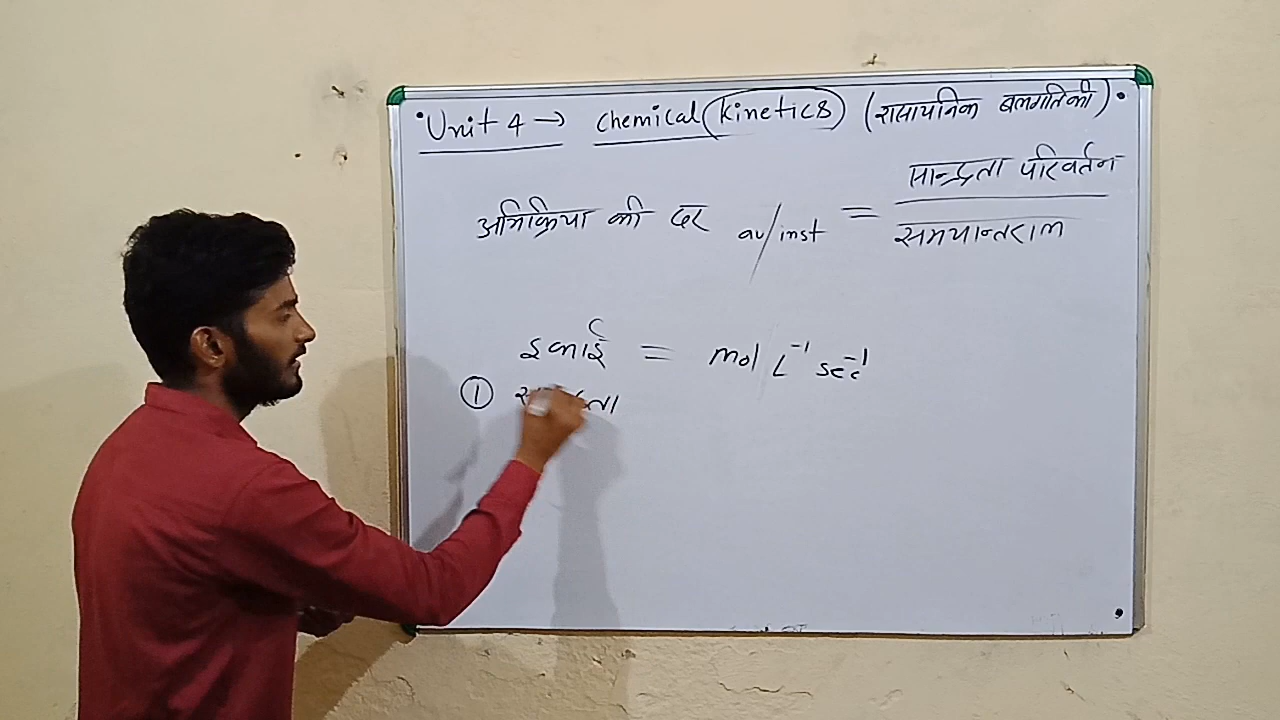 • Unit 4 → chemical (kinetics) (रासायनिक बलगतिकी) •
सान्द्रता परिवर्तन
अभिक्रिया की दर av/inst =
समयान्तराल
इकाई = mol L⁻¹ sec⁻¹
①